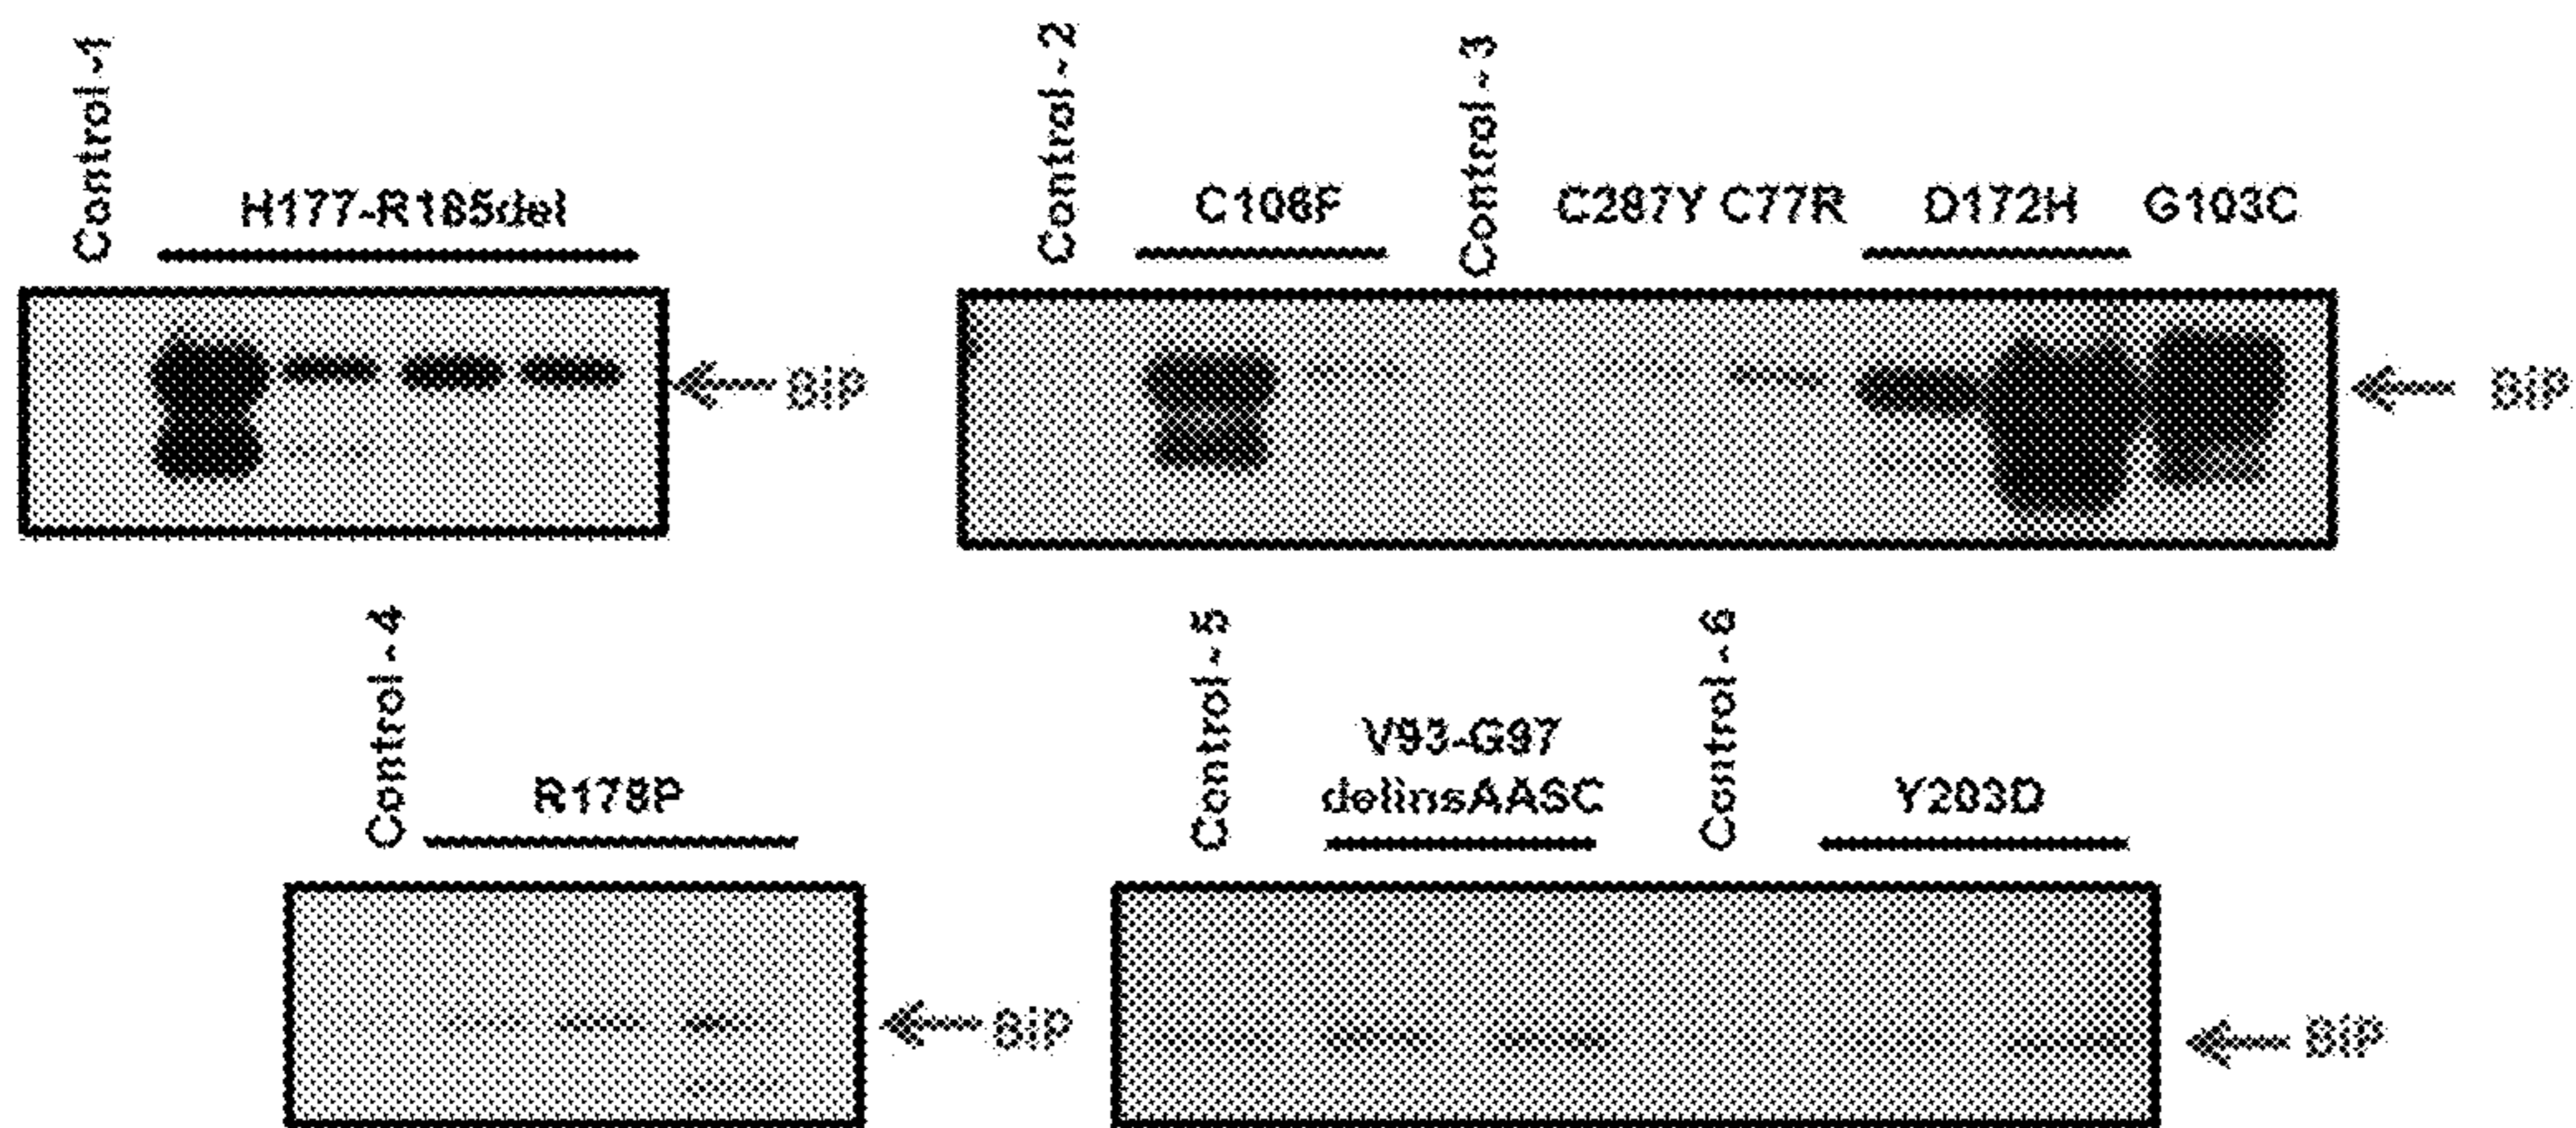 Control -1
H177-R185del
BiP
Control - 2
C106F
Control - 3
C287Y C77R
D172H
G103C
BiP
Control - 4
R178P
BiP
Control - 5
V93-G97
delinsAASC
Control - 6
Y203D
BiP